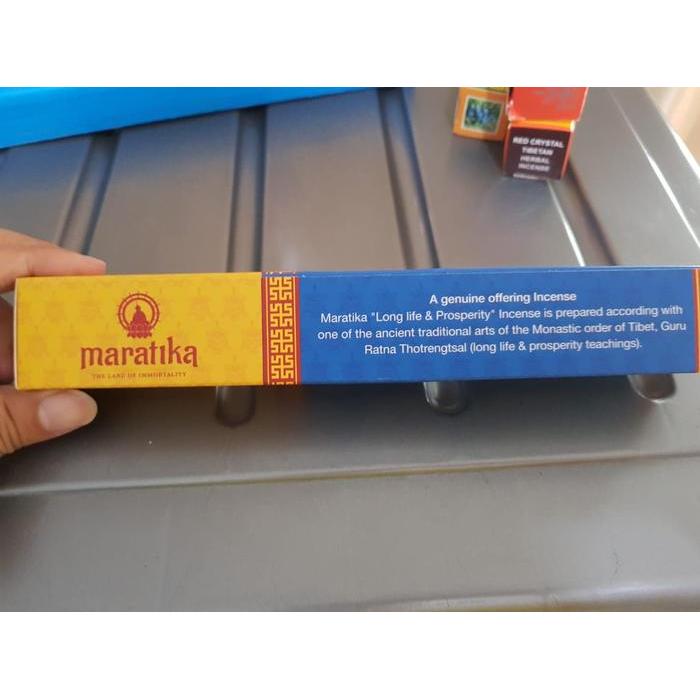 RED CRYSTAL
TIBETAN
HERBAL
INCENSE
maratika
THE LAND OF IMMORTALITY
A genuine offering Incense
Maratika "Long life & Prosperity" Incense is prepared according with
one of the ancient traditional arts of the Monastic order of Tibet, Guru
Ratna Thotrengtsal (long life & prosperity teachings).